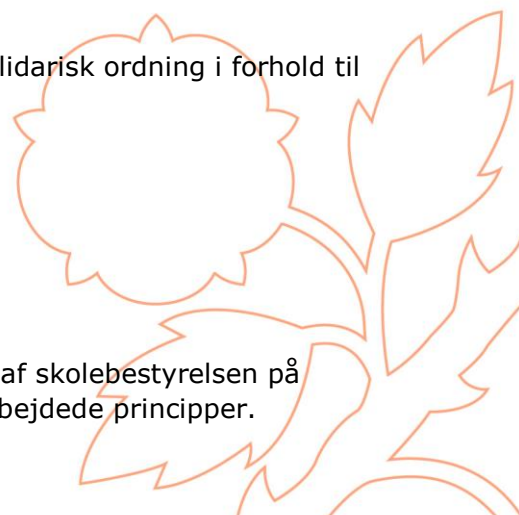 lidarisk ordning i forhold til
af skolebestyrelsen på
bejdede principper.